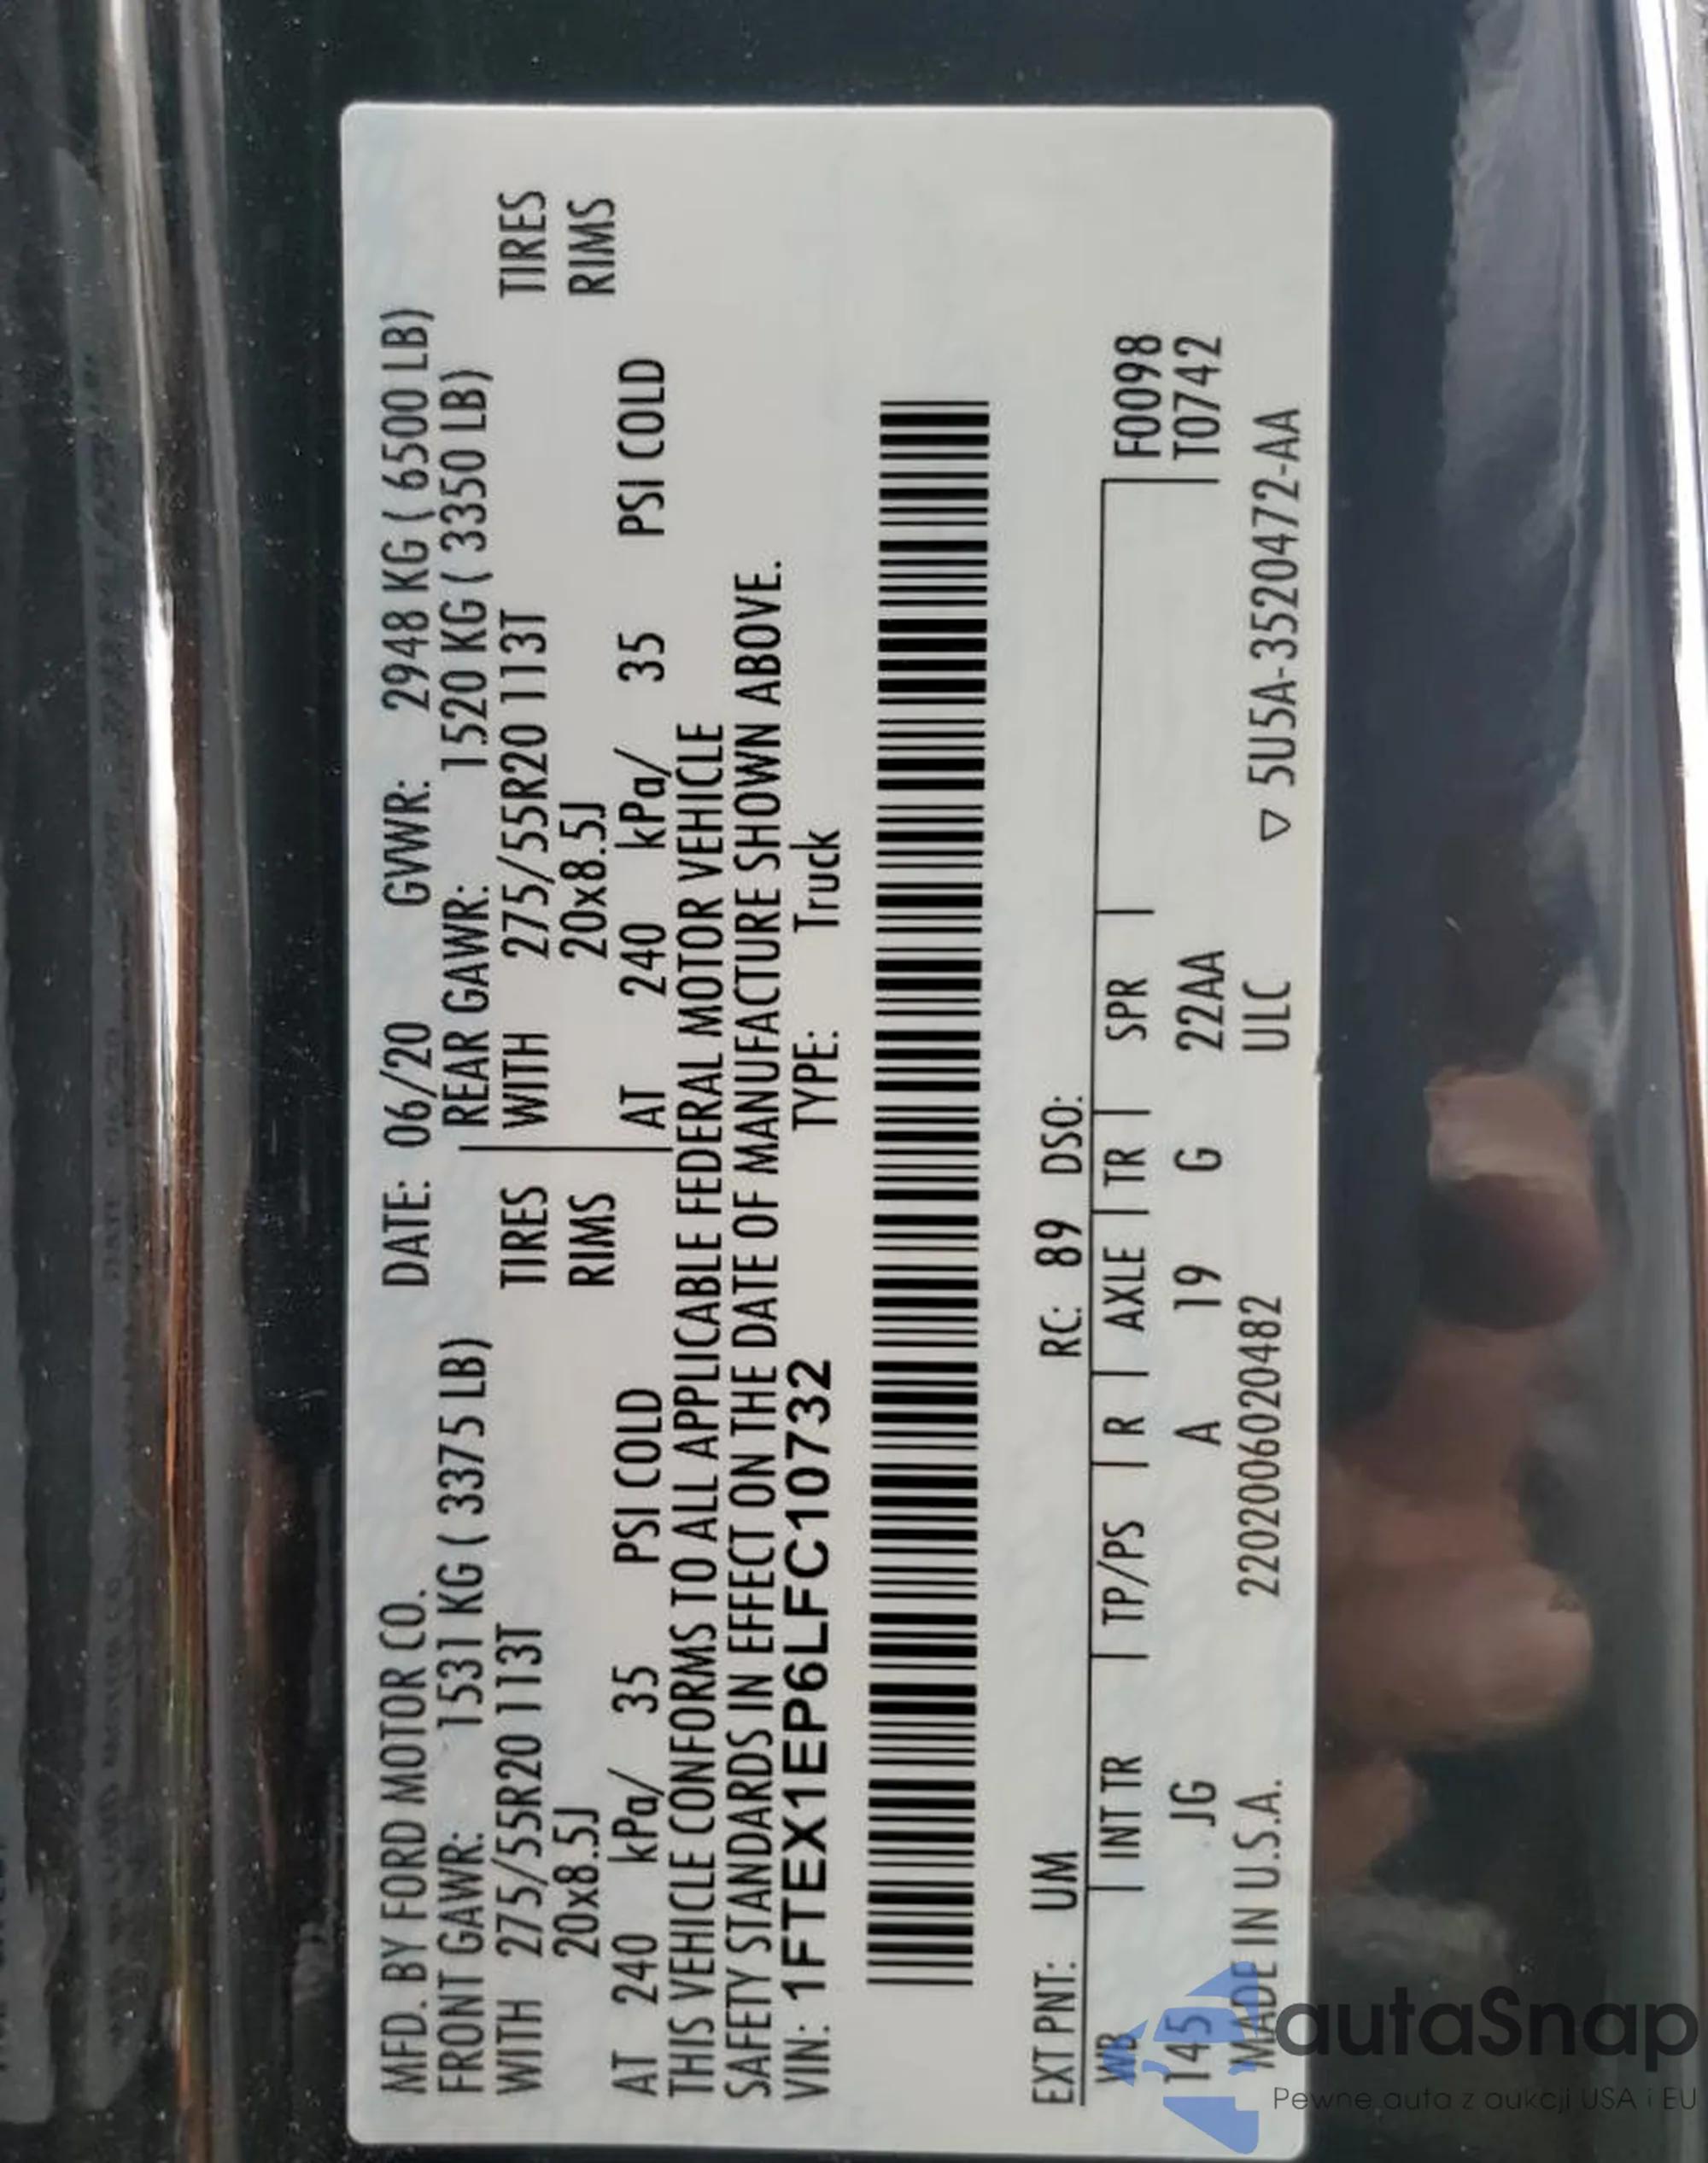 MFD. BY FORD MOTOR CO. DATE: 06/20 GVWR: 2948 KG ( 6500 LB)
FRONT GAWR: 1531 KG ( 3375 LB) REAR GAWR: 1520 KG ( 3350 LB)
WITH 275/55R20 113T TIRES WITH 275/55R20 113T TIRES
20x8.5J RIMS 20x8.5J RIMS
AT 240 kPa/ 35 PSI COLD AT 240 kPa/ 35 PSI COLD
THIS VEHICLE CONFORMS TO ALL APPLICABLE FEDERAL MOTOR VEHICLE
SAFETY STANDARDS IN EFFECT ON THE DATE OF MANUFACTURE SHOWN ABOVE.
VIN: 1FTEX1EP6LFC10732 TYPE: Truck
EXT PNT: UM RC: 89 DSO:
WB INT TR TP/PS R AXLE TR SPR F0098
145 JG A 19 G 22AA T0742
MADE IN U.S.A. 220200602048​2 ULC ▽ 5U5A-3520472-AA
autaSnap
Pewne auta z aukcji USA i EU